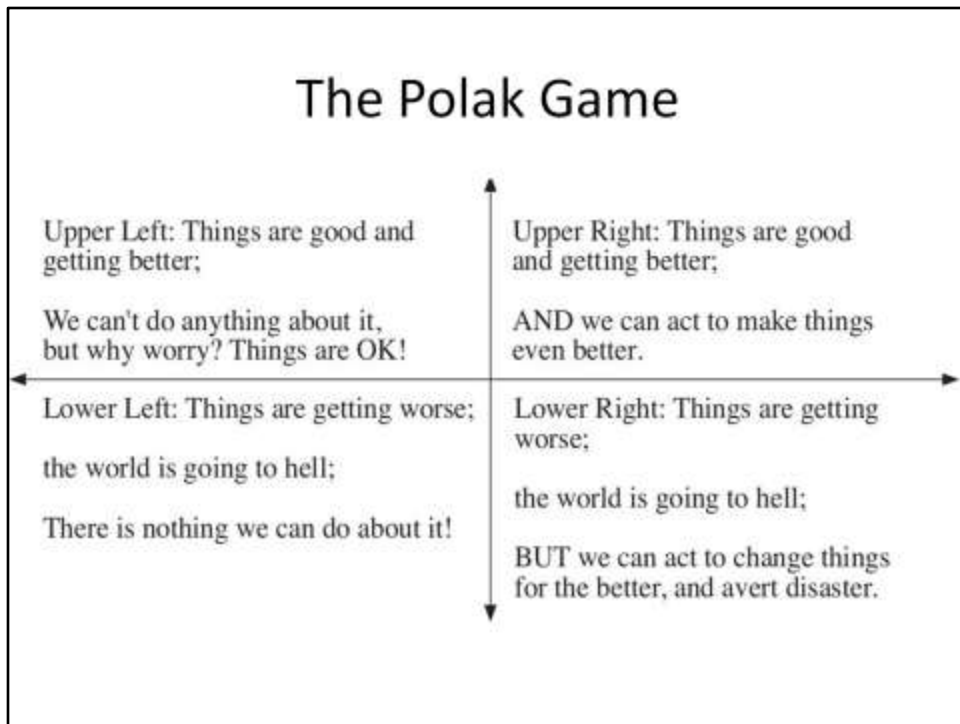 The Polak Game
Upper Left: Things are good and
getting better;
We can't do anything about it,
but why worry? Things are OK!
Upper Right: Things are good
and getting better;
AND we can act to make things
even better.
Lower Left: Things are getting worse;
the world is going to hell;
There is nothing we can do about it!
Lower Right: Things are getting
worse;
the world is going to hell;
BUT we can act to change things
for the better, and avert disaster.